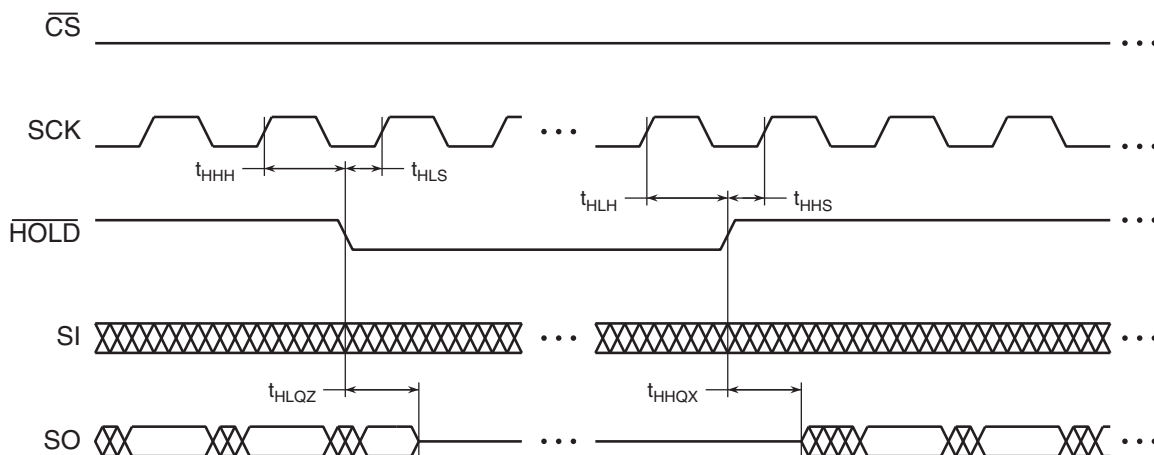 CS
SCK
tHHH
tHLS
tHLH
tHHS
HOLD
SI
tHLQZ
tHHQX
SO